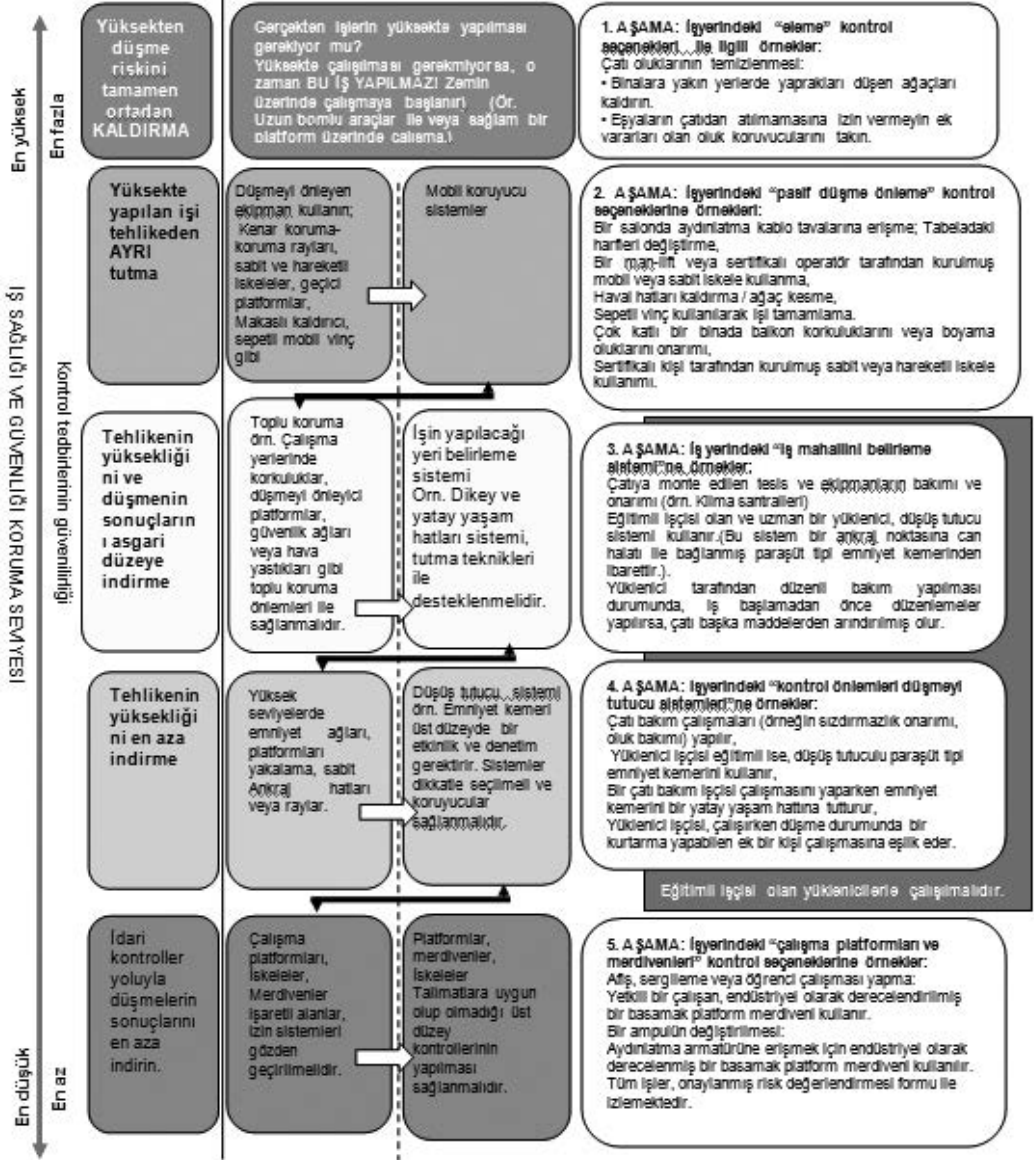 En yüksek
En fazla
İŞ SAĞLIĞI VE GÜVENLİĞİ KORUMA SEVİYESİ
Kontrol tedbirlerinin güvenilirliği
En düşük
En az
Yüksekten
düşme
riskini
tamamen
ortadan
KALDIRMA
Gerçekten işlerin yüksekte yapılması
gerekiyor mu?
Yüksekte çalışılması gerekmiyorsa, o
zaman BU İŞ YAPILMAZI Zemin
üzerinde çalışmaya başlanır) (Ör.
Uzun bomlu araçlar ile veya sağlam bir
platform üzerinde çalışma.)
1. AŞAMA: İşyerindeki “eleme” kontrol
seçenekleri ile ilgili örnekler:
Çatı oluklarının temizlenmesi:
• Binalara yakın yerlerde yaprakları düşen ağaçları
kaldırın.
• Eşyaların çatıdan atılmamasına izin vermeyin ek
yararları olan oluk koruyucularını takın.
Yüksekte
yapılan işi
tehlikeden
AYRI
tutma
Düşmeyi önleyen
ekipman kullanın;
Kenar koruma-
koruma rayları,
sabit ve hareketli
iskeleler, geçici
platformlar,
Makaslı kaldırıcı,
sepetli mobil vinç
gibi
Mobil koruyucu
sistemler
2. AŞAMA: İşyerindeki “pasif düşme önleme” kontrol
seçeneklerine örnekleri:
Bir salonda aydınlatma kablo tavalarına erişme; Tabeladaki
harfleri değiştirme,
Bir man-lift veya sertifikalı operatör tarafından kurulmuş
mobil veya sabit iskele kullanma,
Havai hatları kaldırma / ağaç kesme,
Sepetli vinç kullanılarak işi tamamlama.
Çok katlı bir binada balkon korkuluklarını veya boyama
oluklarını onarımı,
Sertifikalı kişi tarafından kurulmuş sabit veya hareketli iskele
kullanımı.
Tehlikenin
yüksekliği
ni ve
düşmenin
sonuçların
ı asgari
düzeye
indirme
Toplu koruma
örn. Çalışma
yerlerinde
korkuluklar,
düşmeyi önleyici
platformlar,
güvenlik ağları
veya hava
yastıkları gibi
toplu koruma
önlemleri ile
sağlanmalıdır.
İşin yapılacağı
yeri belirleme
sistemi
Örn. Dikey ve
yatay yaşam
hatları sistemi,
tutma teknikleri
ile
desteklenmelidir.
3. AŞAMA: İş yerindeki “iş mahallini belirleme
sistemi”ne örnekler:
Çatıya monte edilen tesis ve ekipmanların bakımı ve
onarımı (örn. Klima santralleri)
Eğitimli işçisi olan ve uzman bir yüklenici, düşüş tutucu
sistemi kullanır.(Bu sistem bir ankraj noktasına can
halatı ile bağlanmış paraşüt tipi emniyet kemerinden
ibarettir.).
Yüklenici tarafından düzenli bakım yapılması
durumunda, iş başlamadan önce düzenlemeler
yapılırsa, çatı başka maddelerden arındırılmış olur.
Tehlikenin
yüksekliği
ni en aza
indirme
Yüksek
seviyelerde
emniyet ağları,
platformları
yakalama, sabit
Ankraj hatları
veya raylar.
Düşüş tutucu sistemi
örn. Emniyet kemeri
üst düzeyde bir
etkinlik ve denetim
gerektirir. Sistemler
dikkatle seçilmeli ve
koruyucular
sağlanmalıdır.
4. AŞAMA: İşyerindeki “kontrol önlemleri düşmeyi
tutucu sistemleri”ne örnekler:
Çatı bakım çalışmaları (örneğin sızdırmazlık onarımı,
oluk bakımı) yapılır,
Yüklenici işçisi eğitimli ise, düşüş tutuculu paraşüt tipi
emniyet kemerini kullanır,
Bir çatı bakım işçisi çalışmasını yaparken emniyet
kemerini bir yatay yaşam hattına tutturur,
Yüklenici işçisi, çalışırken düşme durumunda bir
kurtarma yapabilen ek bir kişi çalışmasına eşlik eder.
Eğitimli işçisi olan yüklenicilerle çalışılmalıdır.
İdari
kontroller
yoluyla
düşmelerin
sonuçlarını
en aza
indirin.
Çalışma
platformları,
İskeleler,
Merdivenler
işaretli alanlar,
izin sistemleri
gözden
geçirilmelidir.
Platformlar,
merdivenler,
iskeleler
Talimatlara uygun
olup olmadığı üst
düzey
kontrollerinin
yapılması
sağlanmalıdır.
5. AŞAMA: İşyerindeki “çalışma platformları ve
merdivenleri” kontrol seçeneklerine örnekler:
Afiş, sergileme veya öğrenci çalışması yapma:
Yetkili bir çalışan, endüstriyel olarak derecelendirilmiş
bir basamak platform merdiveni kullanır.
Bir ampulün değiştirilmesi:
Aydınlatma armatürüne erişmek için endüstriyel olarak
derecelenmiş bir basamak platform merdiveni kullanılır.
Tüm işler, onaylanmış risk değerlendirmesi formu ile
izlemektedir.